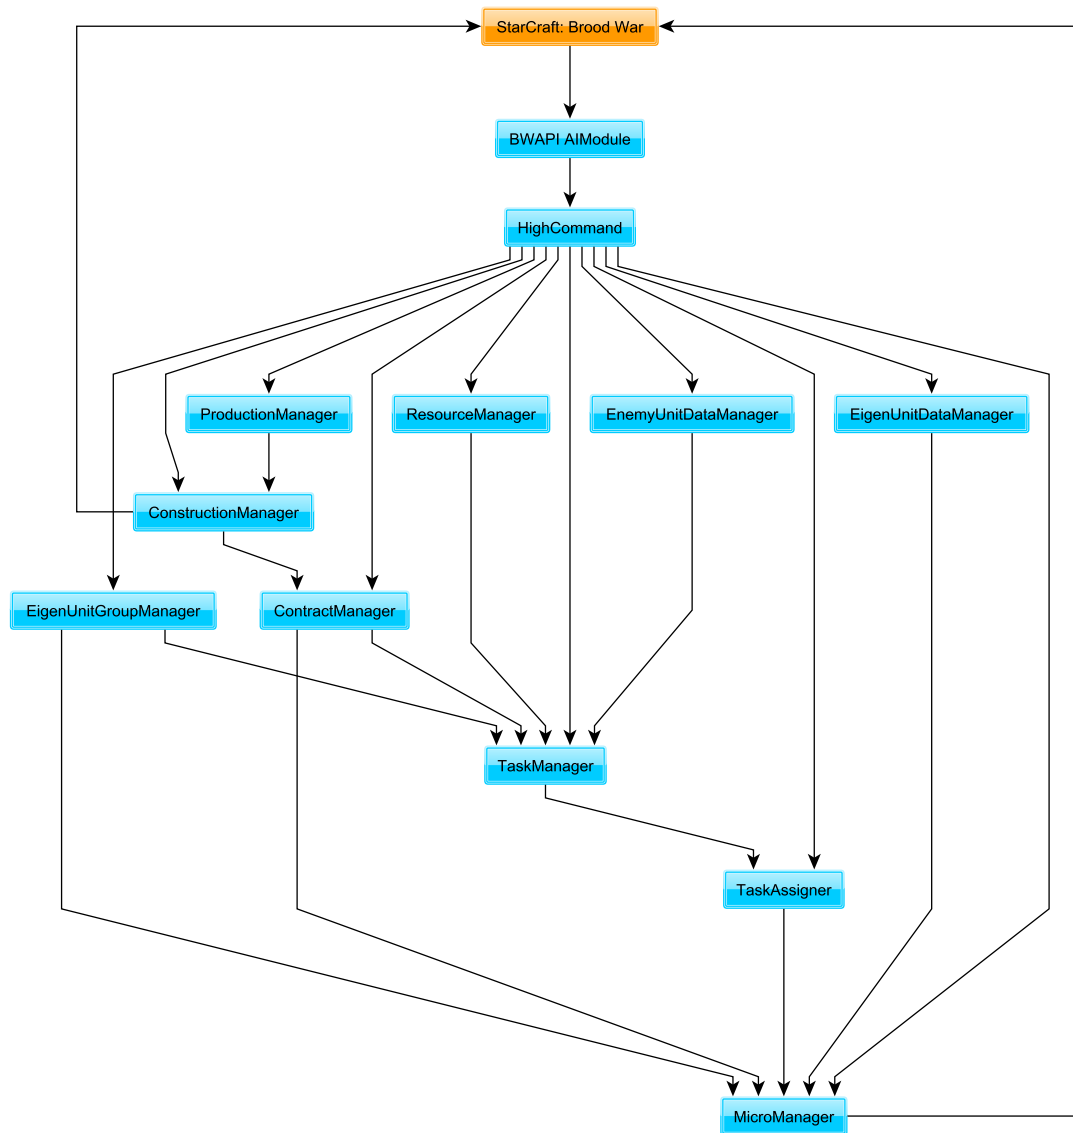 StarCraft: Brood War
BWAPI AIModule
HighCommand
ProductionManager
ResourceManager
EnemyUnitDataManager
EigenUnitDataManager
ConstructionManager
EigenUnitGroupManager
ContractManager
TaskManager
TaskAssigner
MicroManager